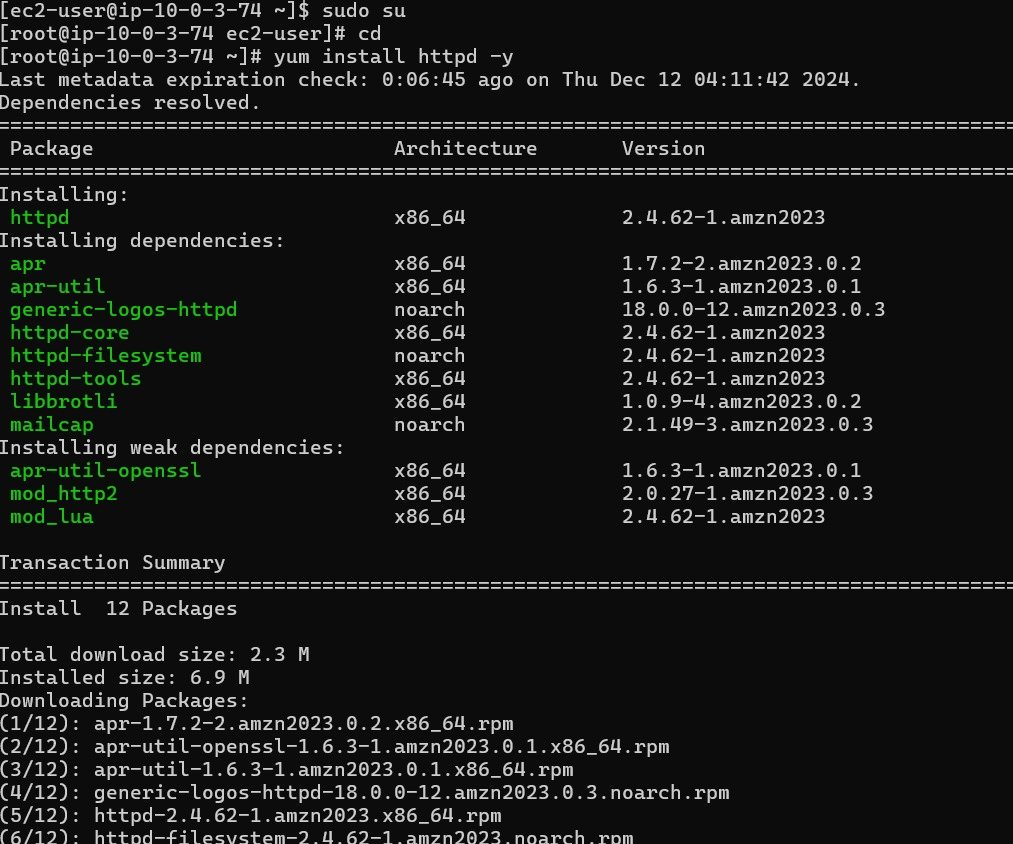 [ec2-user@ip-10-0-3-74 ~]$ sudo su
[root@ip-10-0-3-74 ec2-user]# cd
[root@ip-10-0-3-74 ~]# yum install httpd -y
Last metadata expiration check: 0:06:45 ago on Thu Dec 12 04:11:42 2024.
Dependencies resolved.
================================================================================
Package Architecture Version
================================================================================
Installing:
httpd x86_64 2.4.62-1.amzn2023
Installing dependencies:
apr x86_64 1.7.2-2.amzn2023.0.2
apr-util x86_64 1.6.3-1.amzn2023.0.1
generic-logos-httpd noarch 18.0.0-12.amzn2023.0.3
httpd-core x86_64 2.4.62-1.amzn2023
httpd-filesystem noarch 2.4.62-1.amzn2023
httpd-tools x86_64 2.4.62-1.amzn2023
libbrotli x86_64 1.0.9-4.amzn2023.0.2
mailcap noarch 2.1.49-3.amzn2023.0.3
Installing weak dependencies:
apr-util-openssl x86_64 1.6.3-1.amzn2023.0.1
mod_http2 x86_64 2.0.27-1.amzn2023.0.3
mod_lua x86_64 2.4.62-1.amzn2023
Transaction Summary
================================================================================
Install 12 Packages
Total download size: 2.3 M
Installed size: 6.9 M
Downloading Packages:
(1/12): apr-1.7.2-2.amzn2023.0.2.x86_64.rpm
(2/12): apr-util-openssl-1.6.3-1.amzn2023.0.1.x86_64.rpm
(3/12): apr-util-1.6.3-1.amzn2023.0.1.x86_64.rpm
(4/12): generic-logos-httpd-18.0.0-12.amzn2023.0.3.noarch.rpm
(5/12): httpd-2.4.62-1.amzn2023.x86_64.rpm
(6/12): httpd-filesystem-2.4.62-1.amzn2023.noarch.rpm